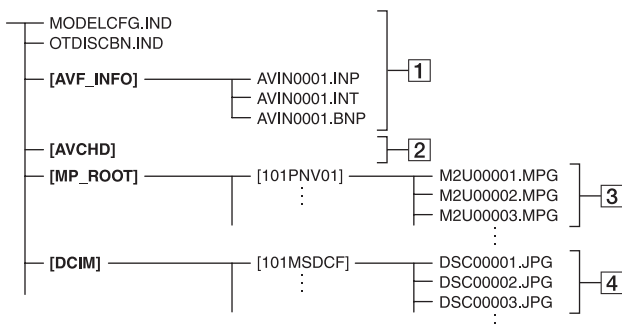 MODELCFG.IND
OTDISCBN.IND
[AVF_INFO] AVIN0001.INP
AVIN0001.INT
AVIN0001.BNP
1
[AVCHD]
2
[MP_ROOT] [101PNV01] M2U00001.MPG
M2U00002.MPG
M2U00003.MPG
3
[DCIM] [101MSDCF] DSC00001.JPG
DSC00002.JPG
DSC00003.JPG
4